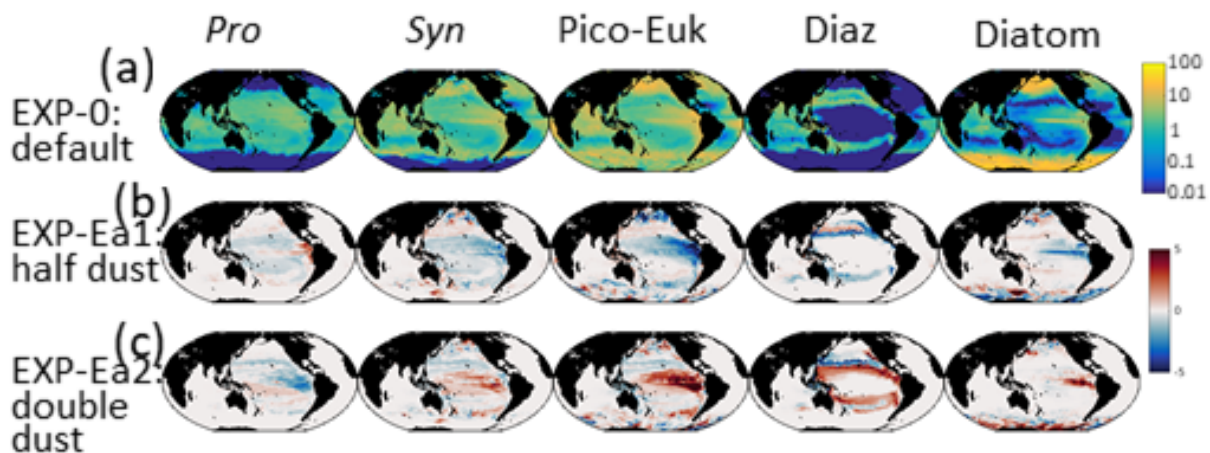 Pro Syn Pico-Euk Diaz Diatom
(a)
EXP-0:
default
100
10
1
0.1
0.01
(b)
EXP-Ea1:
half dust
5
0
-5
(c)
EXP-Ea2:
double
dust